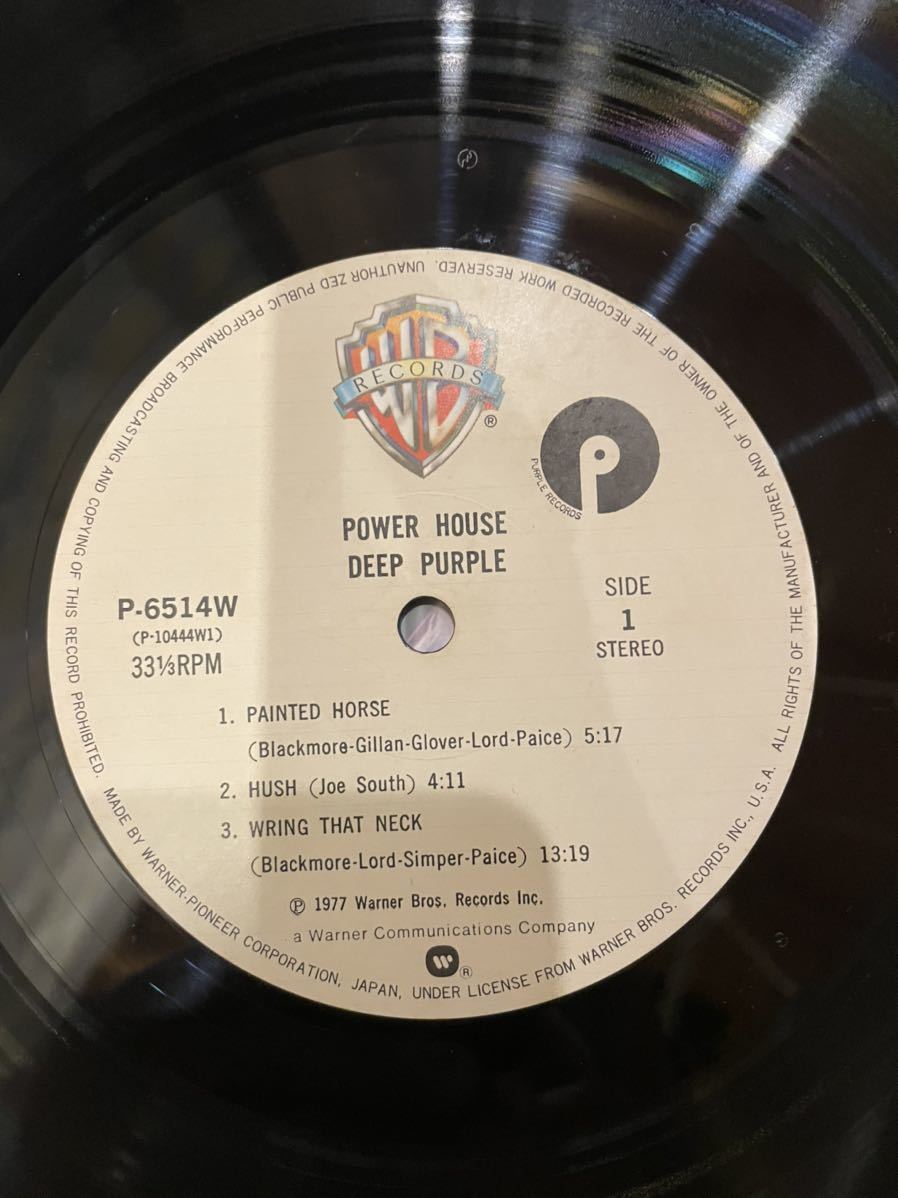 WB
RECORDS
®
P
PURPLE RECORDS
POWER HOUSE
DEEP PURPLE
P-6514W
(P-10444W1)
33⅓RPM
SIDE
1
STEREO
1. PAINTED HORSE
(Blackmore-Gillan-Glover-Lord-Paice) 5:17
2. HUSH (Joe South) 4:11
3. WRING THAT NECK
(Blackmore-Lord-Simper-Paice) 13:19
℗ 1977 Warner Bros. Records Inc.
a Warner Communications Company
®
MADE BY WARNER-PIONEER CORPORATION, JAPAN, UNDER LICENSE FROM WARNER BROS. RECORDS INC., U.S.A. ALL RIGHTS OF THE MANUFACTURER AND OF THE OWNER OF THE RECORDED WORK RESERVED. UNAUTHOR ZED PUBLIC PERFORMANCE BROADCASTING AND COPYING OF THIS RECORD PROHIBITED.